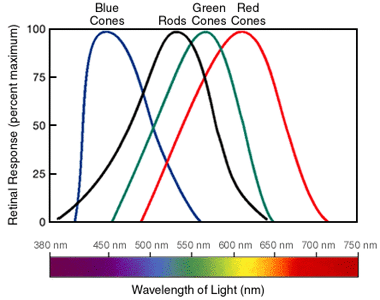 Blue Cones
Rods
Green Cones
Red Cones
Retinal Response (percent maximum)
100
75
50
25
0
380 nm 450 nm 500 nm 550 nm 600 nm 650 nm 700 nm 750 nm
Wavelength of Light (nm)